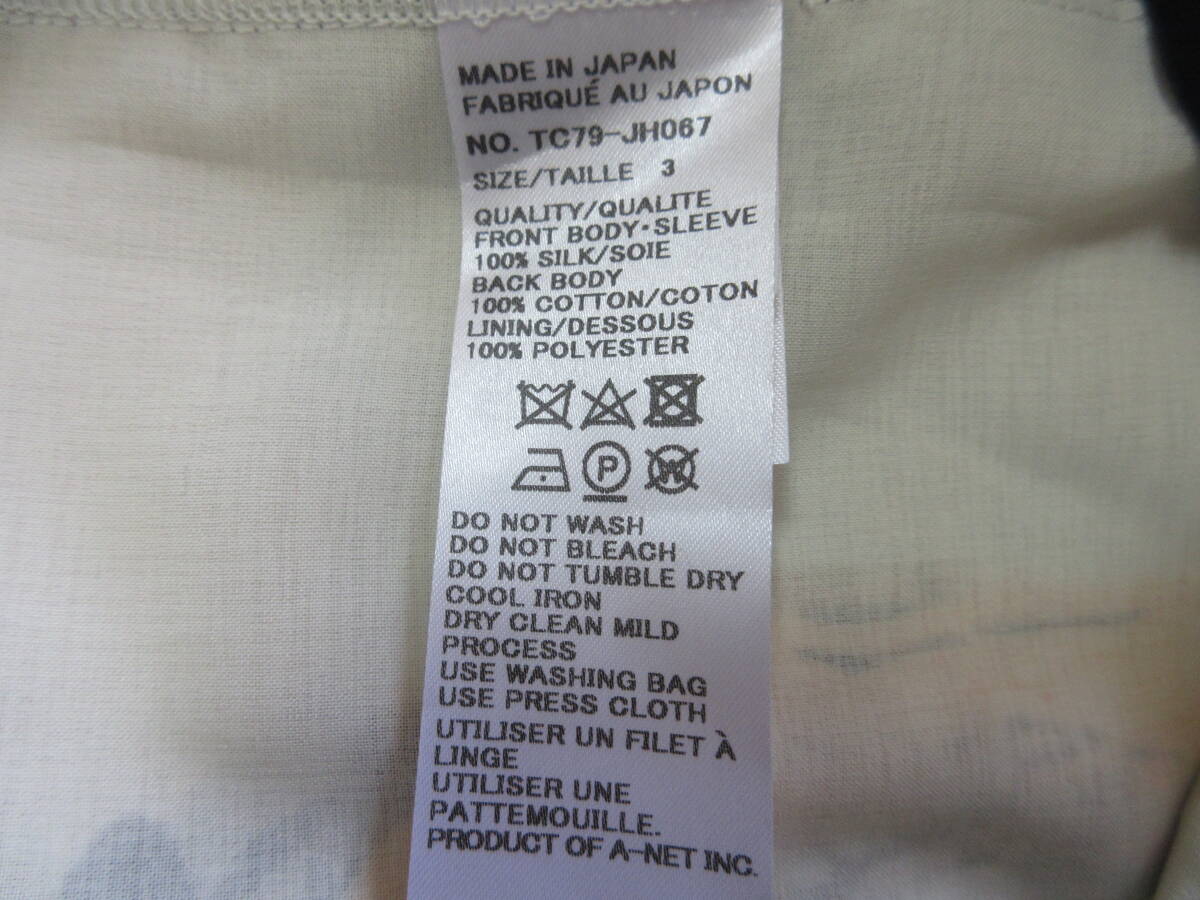 MADE IN JAPAN
FABRIQUÉ AU JAPON
NO. TC79-JH067
SIZE/TAILLE 3
QUALITY/QUALITE
FRONT BODY·SLEEVE
100% SILK/SOIE
BACK BODY
100% COTTON/COTON
LINING/DESSOUS
100% POLYESTER
P W
DO NOT WASH
DO NOT BLEACH
DO NOT TUMBLE DRY
COOL IRON
DRY CLEAN MILD
PROCESS
USE WASHING BAG
USE PRESS CLOTH
UTILISER UN FILET À
LINGE
UTILISER UNE
PATTEMOUILLE.
PRODUCT OF A-NET INC.